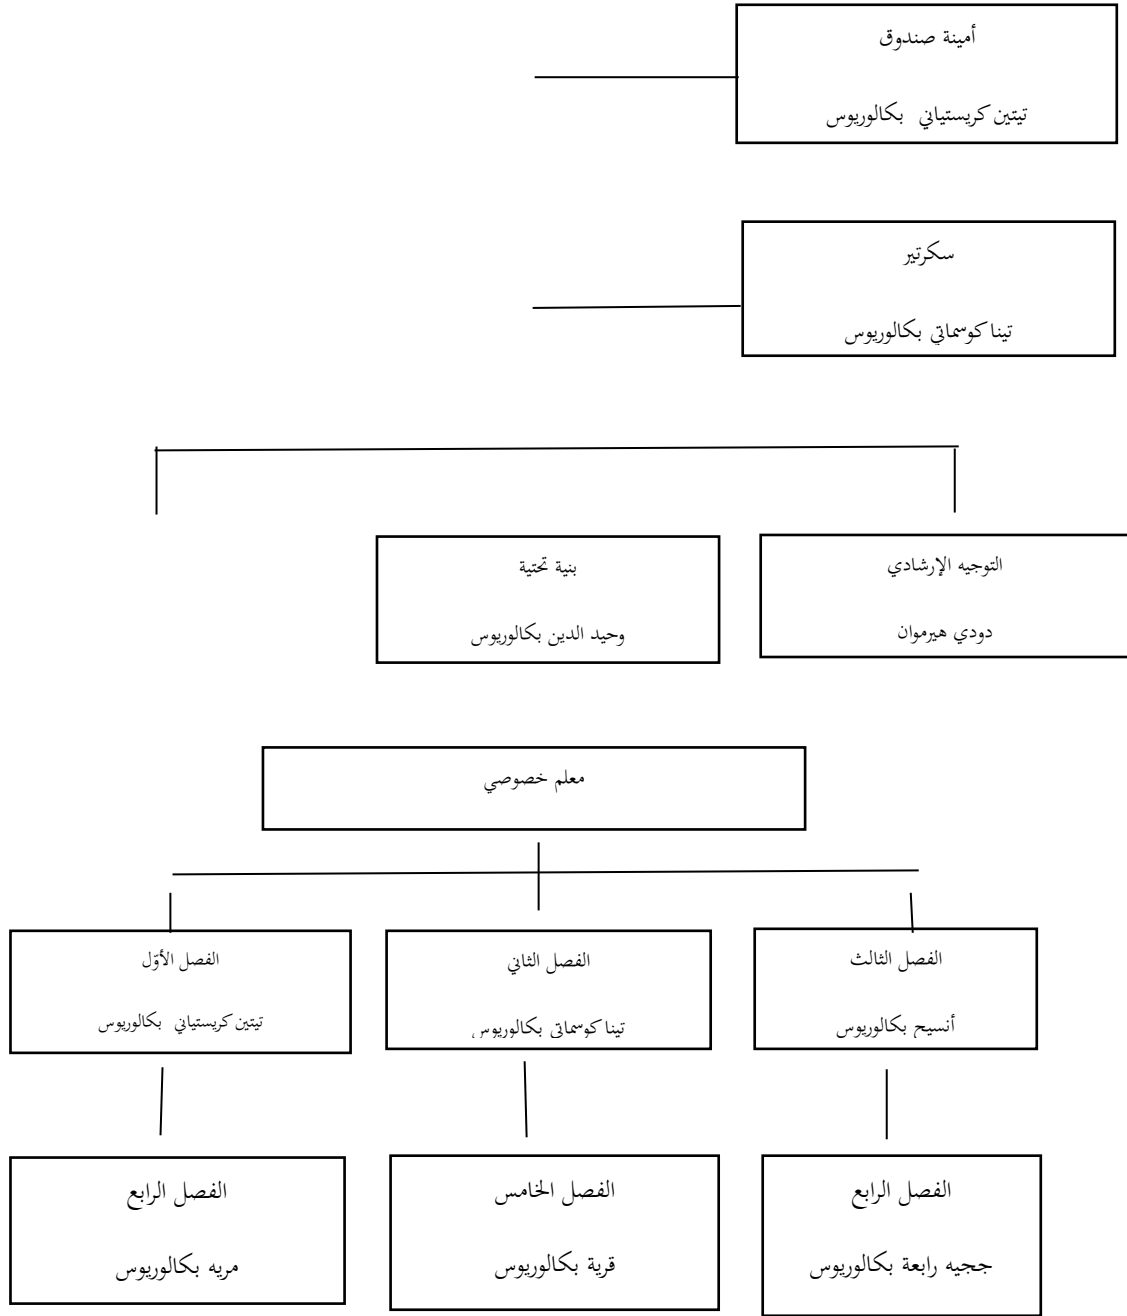 أمينة صندوق
تيتين كريستياني بكالوريوس
سكرتير
تينا كوسماتي بكالوريوس
التوجيه الإرشادي
دودي هيرموان
بنية تحتية
وحيد الدين بكالوريوس
معلم خصوصي
الفصل الثالث
أنسيح بكالوريوس
الفصل الثاني
تينا كوسماتي بكالوريوس
الفصل الأوّل
تيتين كريستياني بكالوريوس
الفصل الرابع
ججيه رابعة بكالوريوس
الفصل الخامس
قرية بكالوريوس
الفصل الرابع
مريه بكالوريوس